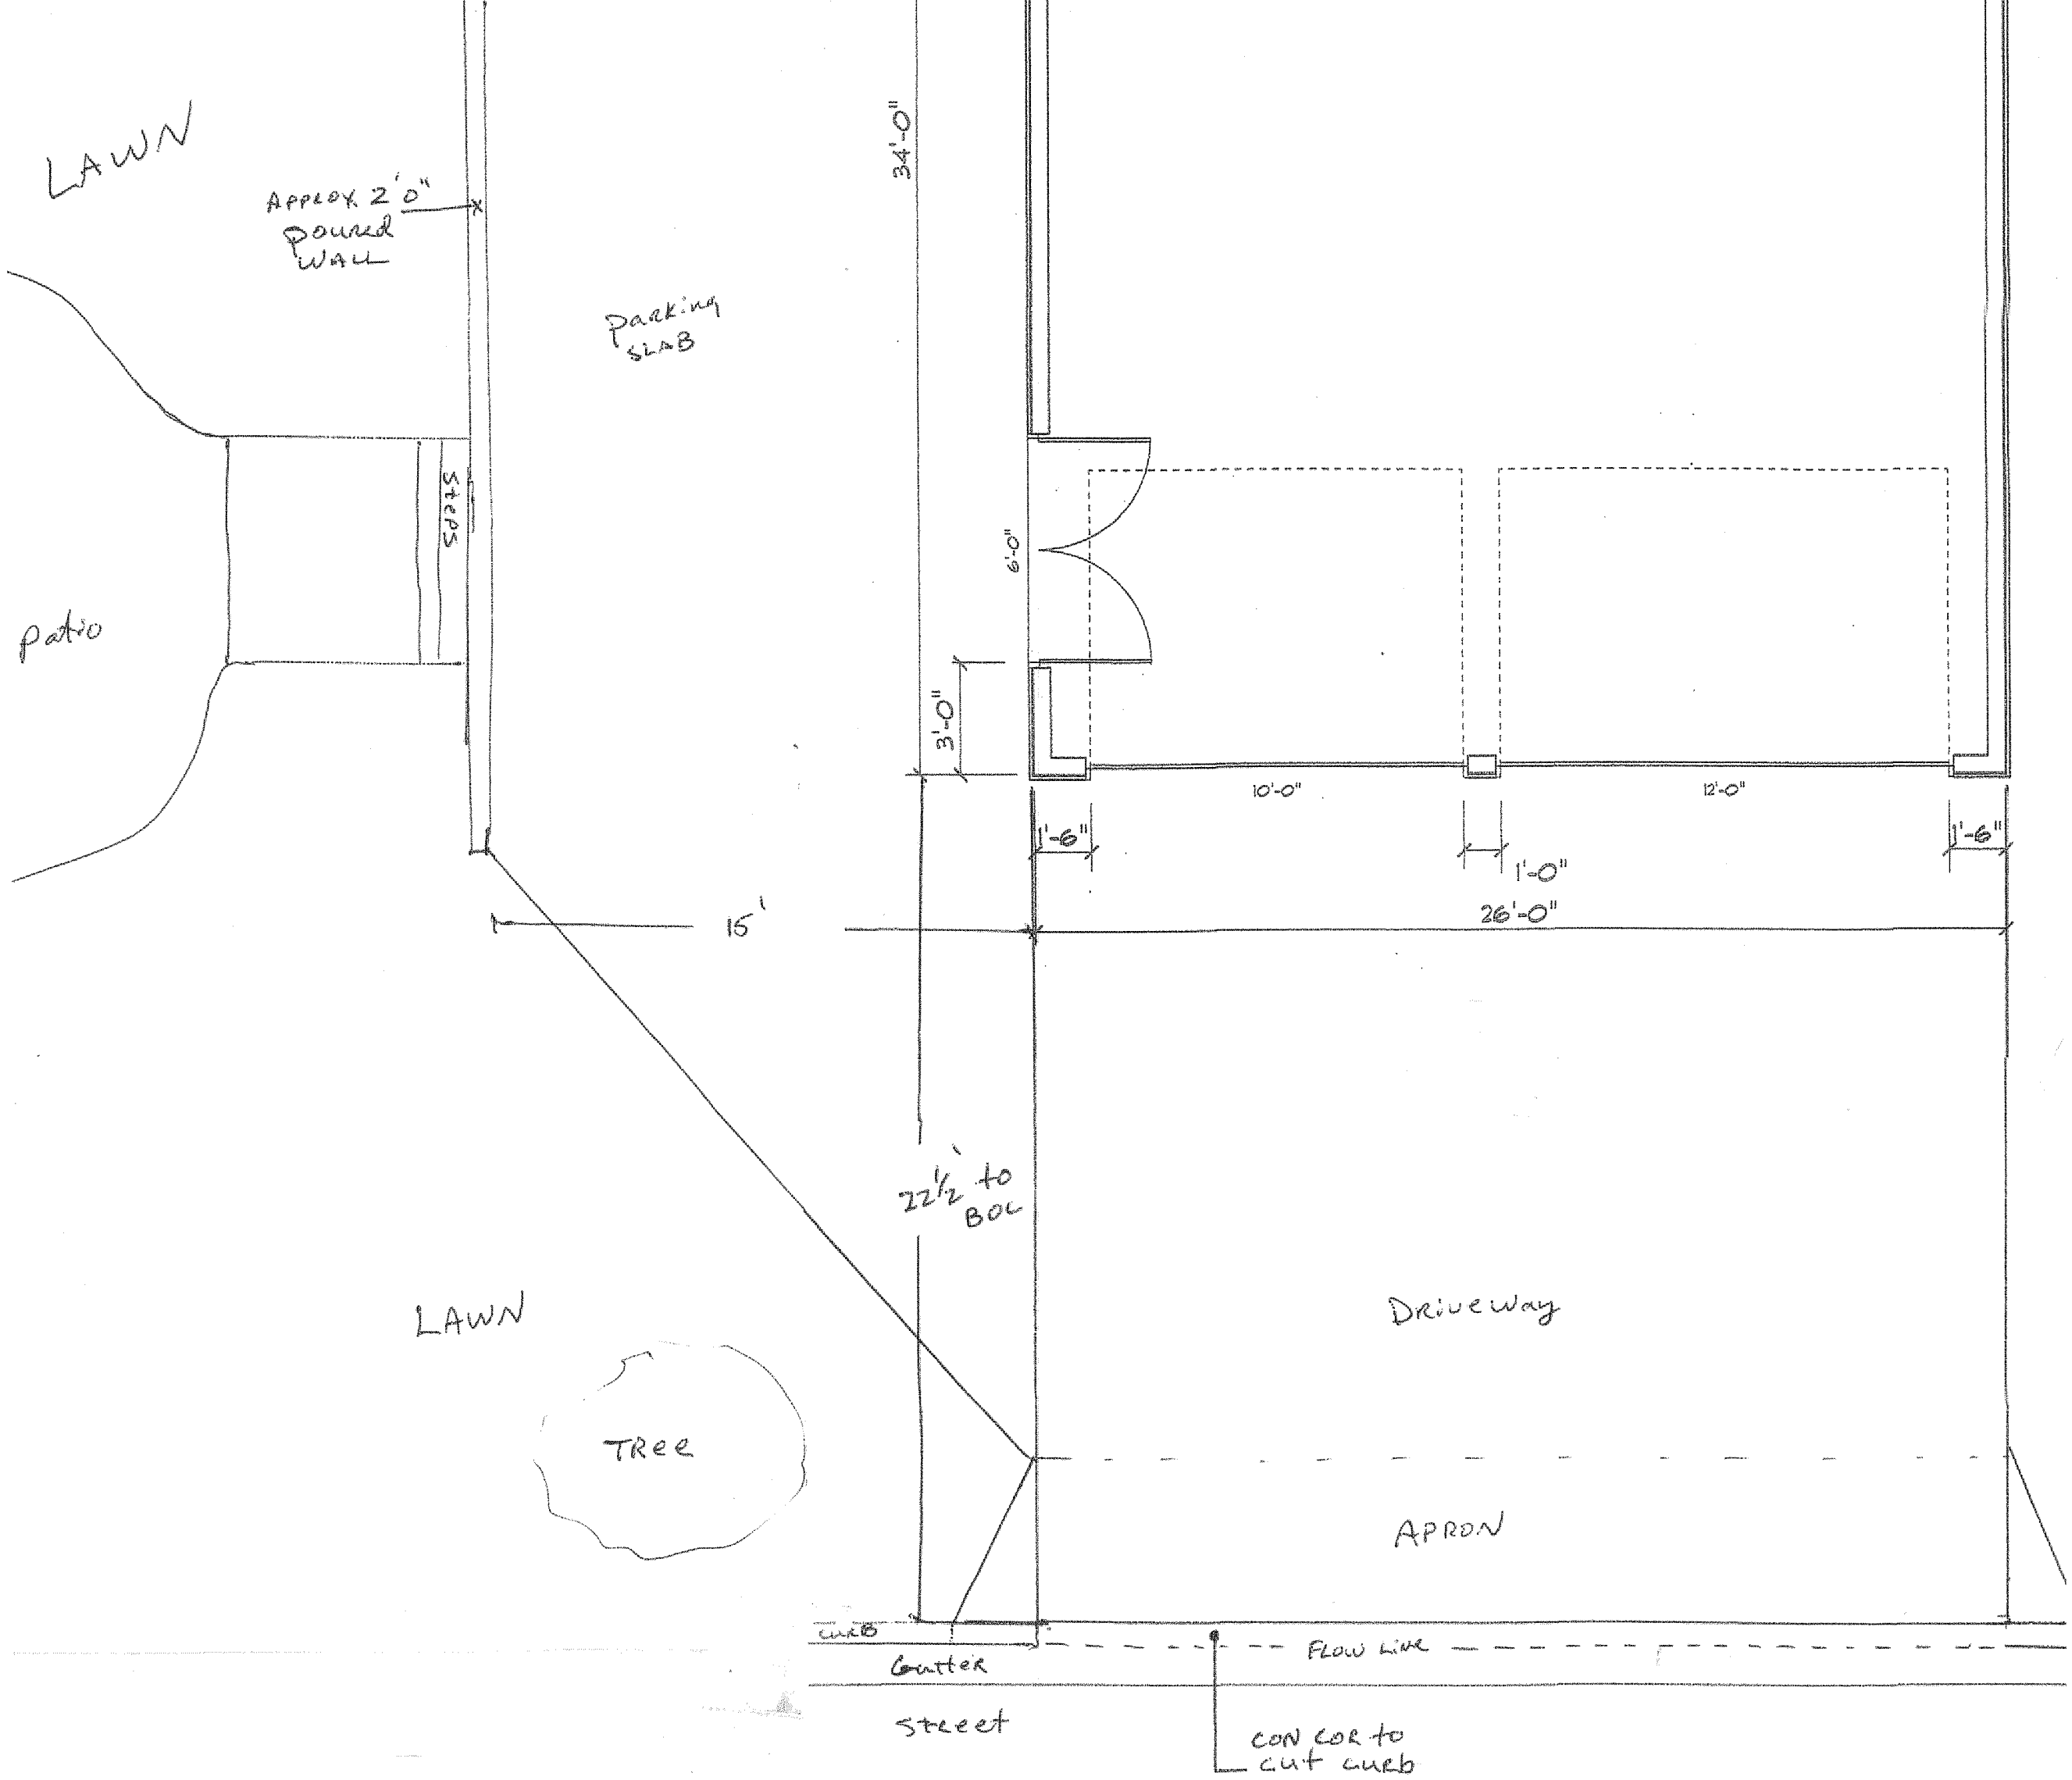 LAWN
APPROX. 2'0"
poured
WALL
parking
SLAB
34'-0"
Steps
patio
6'-0"
3'-0"
10'-0"
12'-0"
1'-6"
1'-0"
1'-6"
15'
26'-0"
22 1/2' to
BOC
LAWN
TRee
Driveway
APRON
curb
Gutter
FLOW Line
Street
CON COR to
cut curb